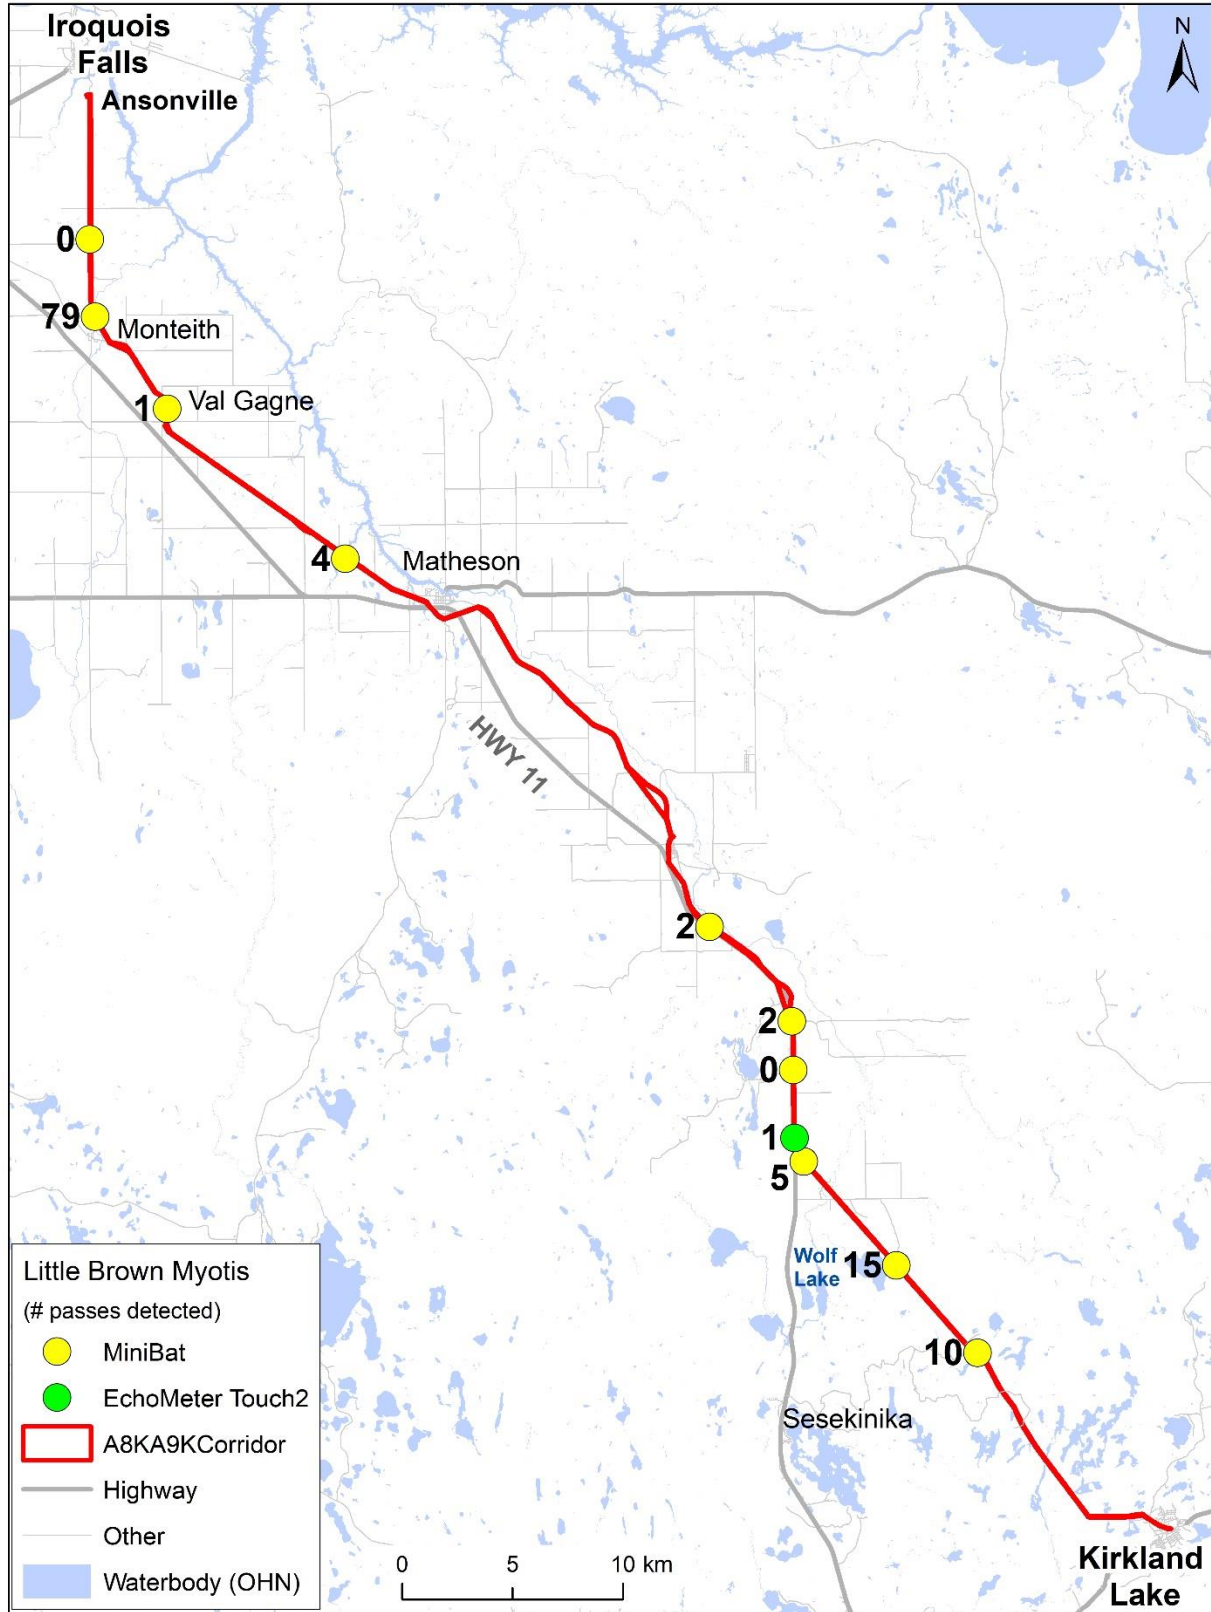 Iroquois
Falls
N
Ansonville
0
79
Monteith
1
Val Gagne
4
Matheson
HWY 11
2
2
0
1
5
Wolf
Lake
15
10
Sesekinika
Kirkland
Lake
Little Brown Myotis
(# passes detected)
MiniBat
EchoMeter Touch2
A8KA9KCorridor
Highway
Other
Waterbody (OHN)
0 5 10 km